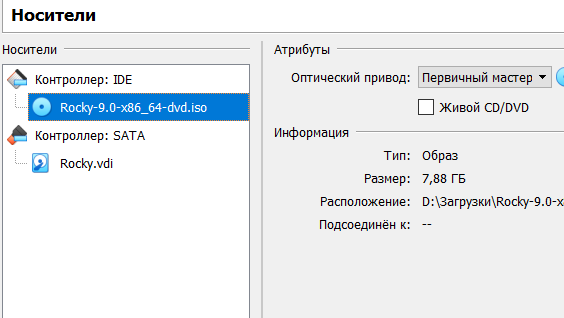 Носители
Носители
Контроллер: IDE
Rocky-9.0-x86_64-dvd.iso
Контроллер: SATA
Rocky.vdi
Атрибуты
Оптический привод: Первичный мастер
Живой CD/DVD
Информация
Тип: Образ
Размер: 7,88 ГБ
Расположение: D:\Загрузки\Rocky-9.0-x
Подсоединён к: --